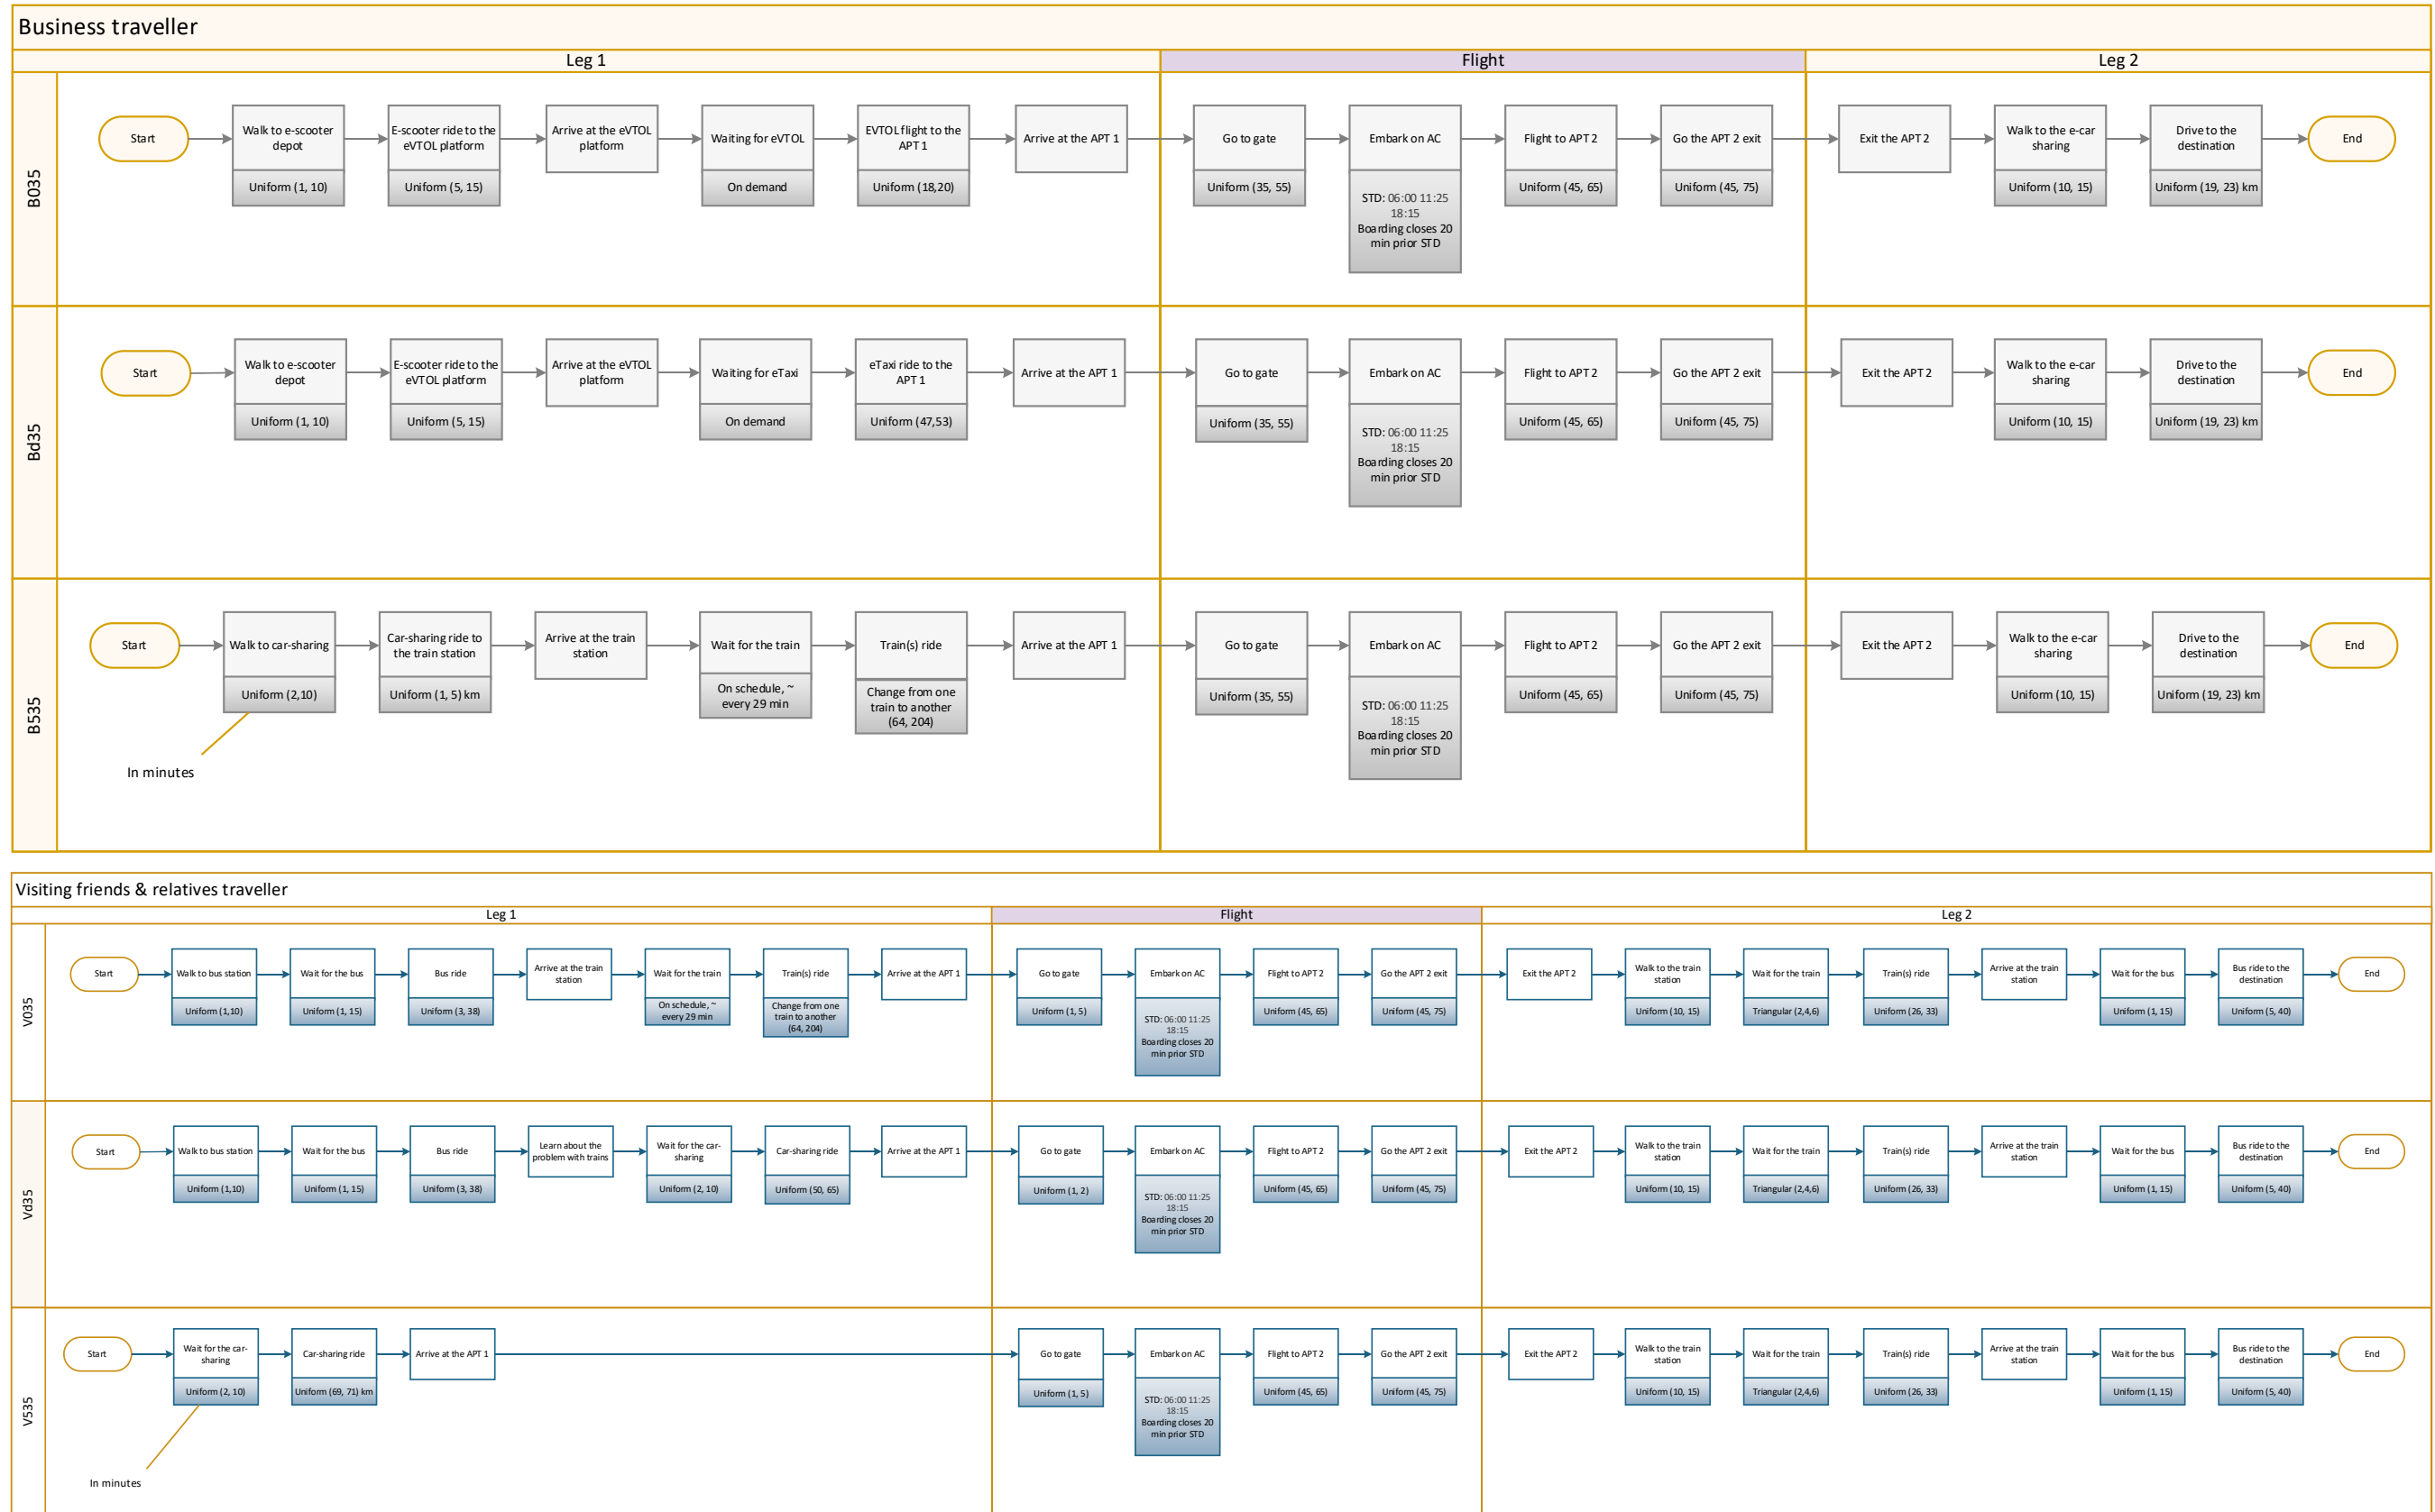 Business traveller
Leg 1
Flight
Leg 2
B035
Start
Walk to e-scooter
depot
Uniform (1, 10)
E-scooter ride to the
eVTOL platform
Uniform (5, 15)
Arrive at the eVTOL
platform
Waiting for eVTOL
On demand
EVTOL flight to the
APT 1
Uniform (18,20)
Arrive at the APT 1
Go to gate
Uniform (35, 55)
Embark on AC
STD: 06:00 11:25
18:15
Boarding closes 20
min prior STD
Flight to APT 2
Uniform (45, 65)
Go the APT 2 exit
Uniform (45, 75)
Exit the APT 2
Walk to the e-car
sharing
Uniform (10, 15)
Drive to the
destination
Uniform (19, 23) km
End
Bd35
Start
Walk to e-scooter
depot
Uniform (1, 10)
E-scooter ride to the
eVTOL platform
Uniform (5, 15)
Arrive at the eVTOL
platform
Waiting for eTaxi
On demand
eTaxi ride to the
APT 1
Uniform (47,53)
Arrive at the APT 1
Go to gate
Uniform (35, 55)
Embark on AC
STD: 06:00 11:25
18:15
Boarding closes 20
min prior STD
Flight to APT 2
Uniform (45, 65)
Go the APT 2 exit
Uniform (45, 75)
Exit the APT 2
Walk to the e-car
sharing
Uniform (10, 15)
Drive to the
destination
Uniform (19, 23) km
End
B535
Start
Walk to car-sharing
Uniform (2,10)
In minutes
Car-sharing ride to
the train station
Uniform (1, 5) km
Arrive at the train
station
Wait for the train
On schedule, ~
every 29 min
Train(s) ride
Change from one
train to another
(64, 204)
Arrive at the APT 1
Go to gate
Uniform (35, 55)
Embark on AC
STD: 06:00 11:25
18:15
Boarding closes 20
min prior STD
Flight to APT 2
Uniform (45, 65)
Go the APT 2 exit
Uniform (45, 75)
Exit the APT 2
Walk to the e-car
sharing
Uniform (10, 15)
Drive to the
destination
Uniform (19, 23) km
End
Visiting friends & relatives traveller
Leg 1
Flight
Leg 2
V035
Start
Walk to bus station
Uniform (1,10)
Wait for the bus
Uniform (1, 15)
Bus ride
Uniform (3, 38)
Arrive at the train
station
Wait for the train
On schedule, ~
every 29 min
Train(s) ride
Change from one
train to another
(64, 204)
Arrive at the APT 1
Go to gate
Uniform (1, 5)
Embark on AC
STD: 06:00 11:25
18:15
Boarding closes 20
min prior STD
Flight to APT 2
Uniform (45, 65)
Go the APT 2 exit
Uniform (45, 75)
Exit the APT 2
Walk to the train
station
Uniform (10, 15)
Wait for the train
Triangular (2,4,6)
Train(s) ride
Uniform (26, 33)
Arrive at the train
station
Wait for the bus
Uniform (1, 15)
Bus ride to the
destination
Uniform (5, 40)
End
Vd35
Start
Walk to bus station
Uniform (1,10)
Wait for the bus
Uniform (1, 15)
Bus ride
Uniform (3, 38)
Learn about the
problem with trains
Wait for the car-
sharing
Uniform (2, 10)
Car-sharing ride
Uniform (50, 65)
Arrive at the APT 1
Go to gate
Uniform (1, 2)
Embark on AC
STD: 06:00 11:25
18:15
Boarding closes 20
min prior STD
Flight to APT 2
Uniform (45, 65)
Go the APT 2 exit
Uniform (45, 75)
Exit the APT 2
Walk to the train
station
Uniform (10, 15)
Wait for the train
Triangular (2,4,6)
Train(s) ride
Uniform (26, 33)
Arrive at the train
station
Wait for the bus
Uniform (1, 15)
Bus ride to the
destination
Uniform (5, 40)
End
V535
Start
Wait for the car-
sharing
Uniform (2, 10)
In minutes
Car-sharing ride
Uniform (69, 71) km
Arrive at the APT 1
Go to gate
Uniform (1, 5)
Embark on AC
STD: 06:00 11:25
18:15
Boarding closes 20
min prior STD
Flight to APT 2
Uniform (45, 65)
Go the APT 2 exit
Uniform (45, 75)
Exit the APT 2
Walk to the train
station
Uniform (10, 15)
Wait for the train
Triangular (2,4,6)
Train(s) ride
Uniform (26, 33)
Arrive at the train
station
Wait for the bus
Uniform (1, 15)
Bus ride to the
destination
Uniform (5, 40)
End